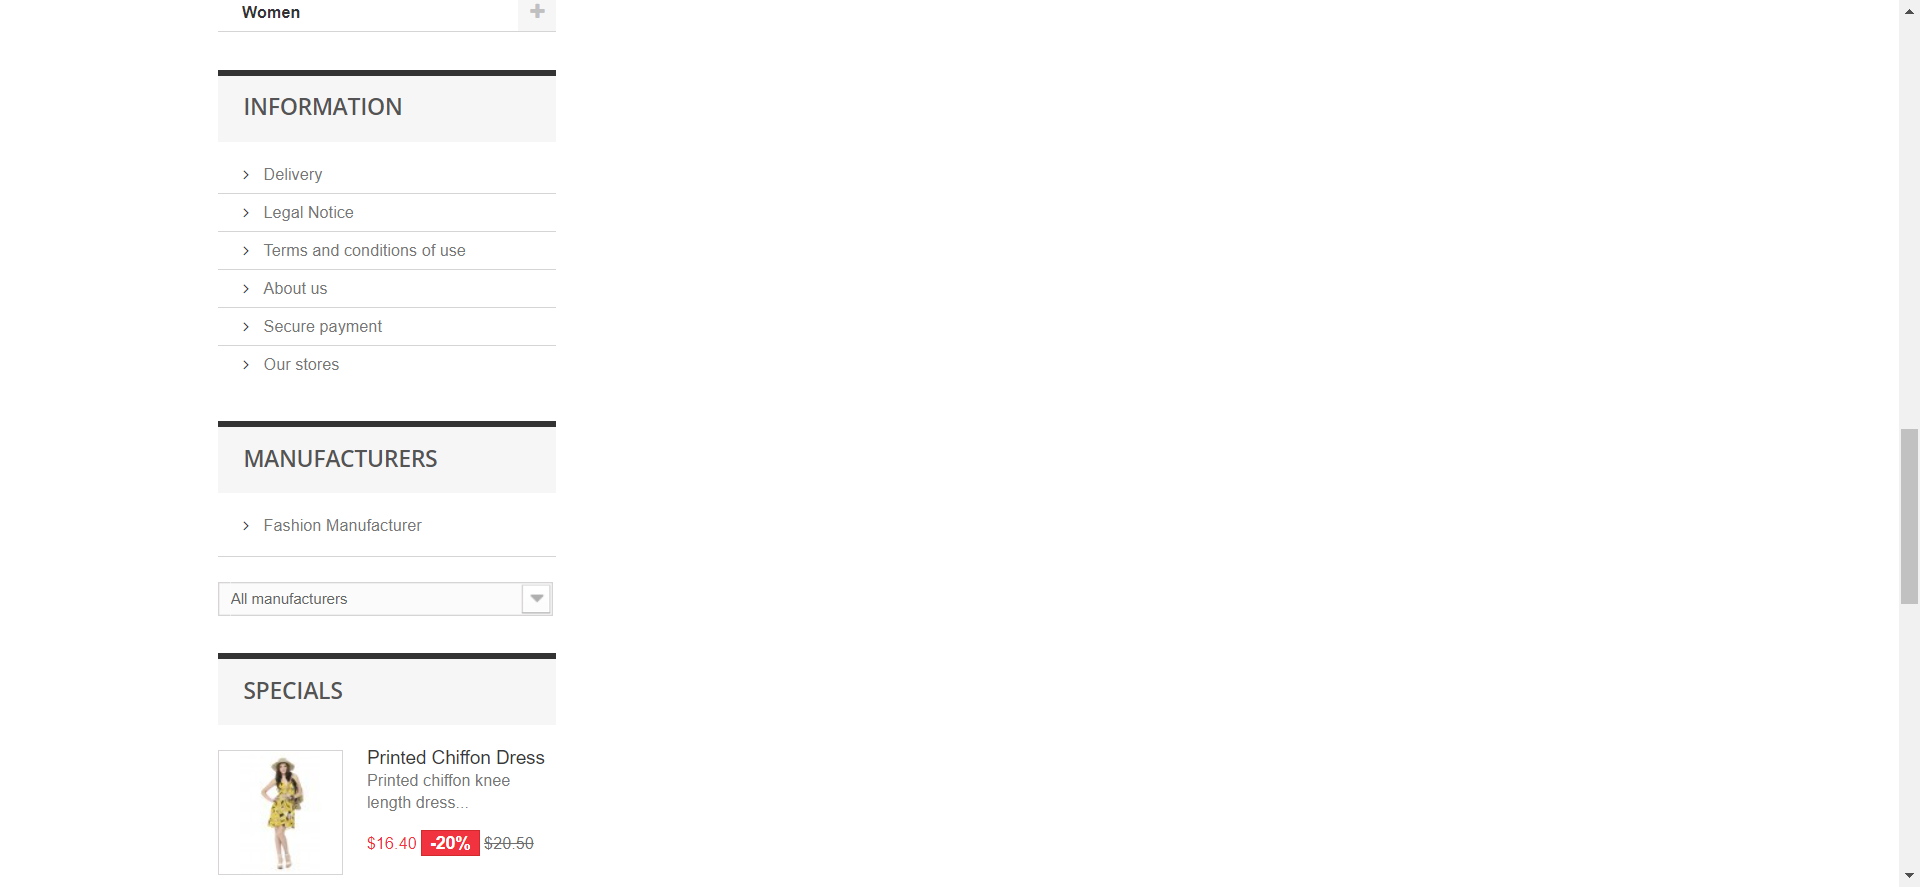 Women
INFORMATION
Delivery
Legal Notice
Terms and conditions of use
About us
Secure payment
Our stores
MANUFACTURERS
Fashion Manufacturer
All manufacturers
SPECIALS
Printed Chiffon Dress
Printed chiffon knee
length dress...
$16.40 -20% $20.50